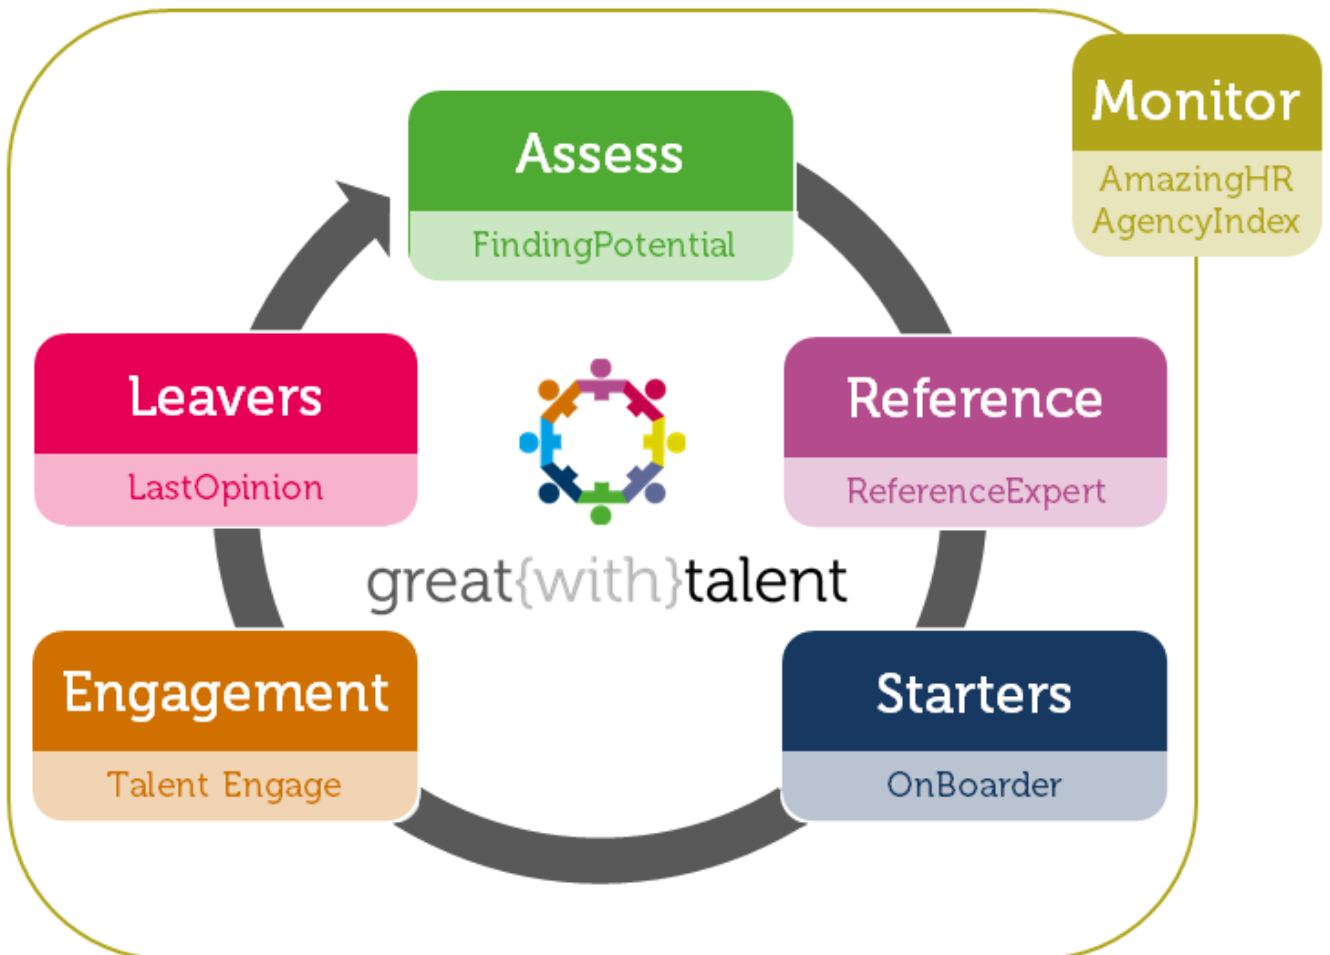 Monitor
AmazingHR
AgencyIndex
Assess
FindingPotential
Leavers
LastOpinion
Reference
ReferenceExpert
great{with}talent
Engagement
Talent Engage
Starters
OnBoarder